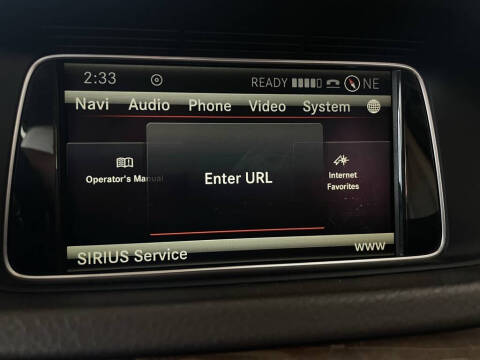 2:33 READY NE
Navi Audio Phone Video System
Operator's Manual
Enter URL
Internet
Favorites
SIRIUS Service www